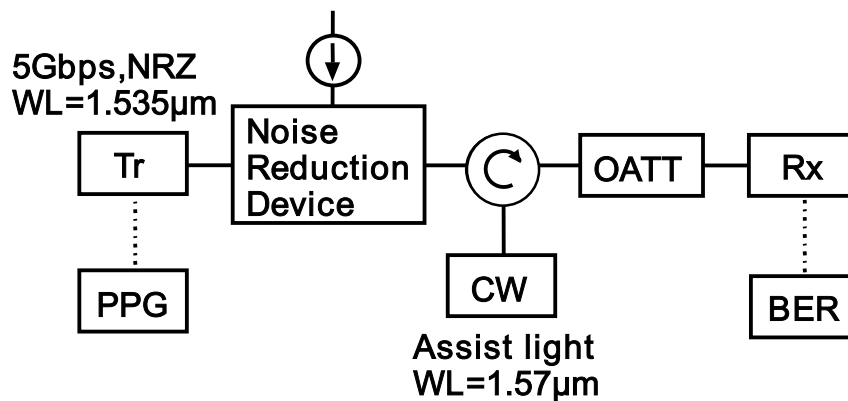 5Gbps,NRZ
WL=1.535µm
Tr
PPG
Noise
Reduction
Device
CW
Assist light
WL=1.57µm
OATT
Rx
BER